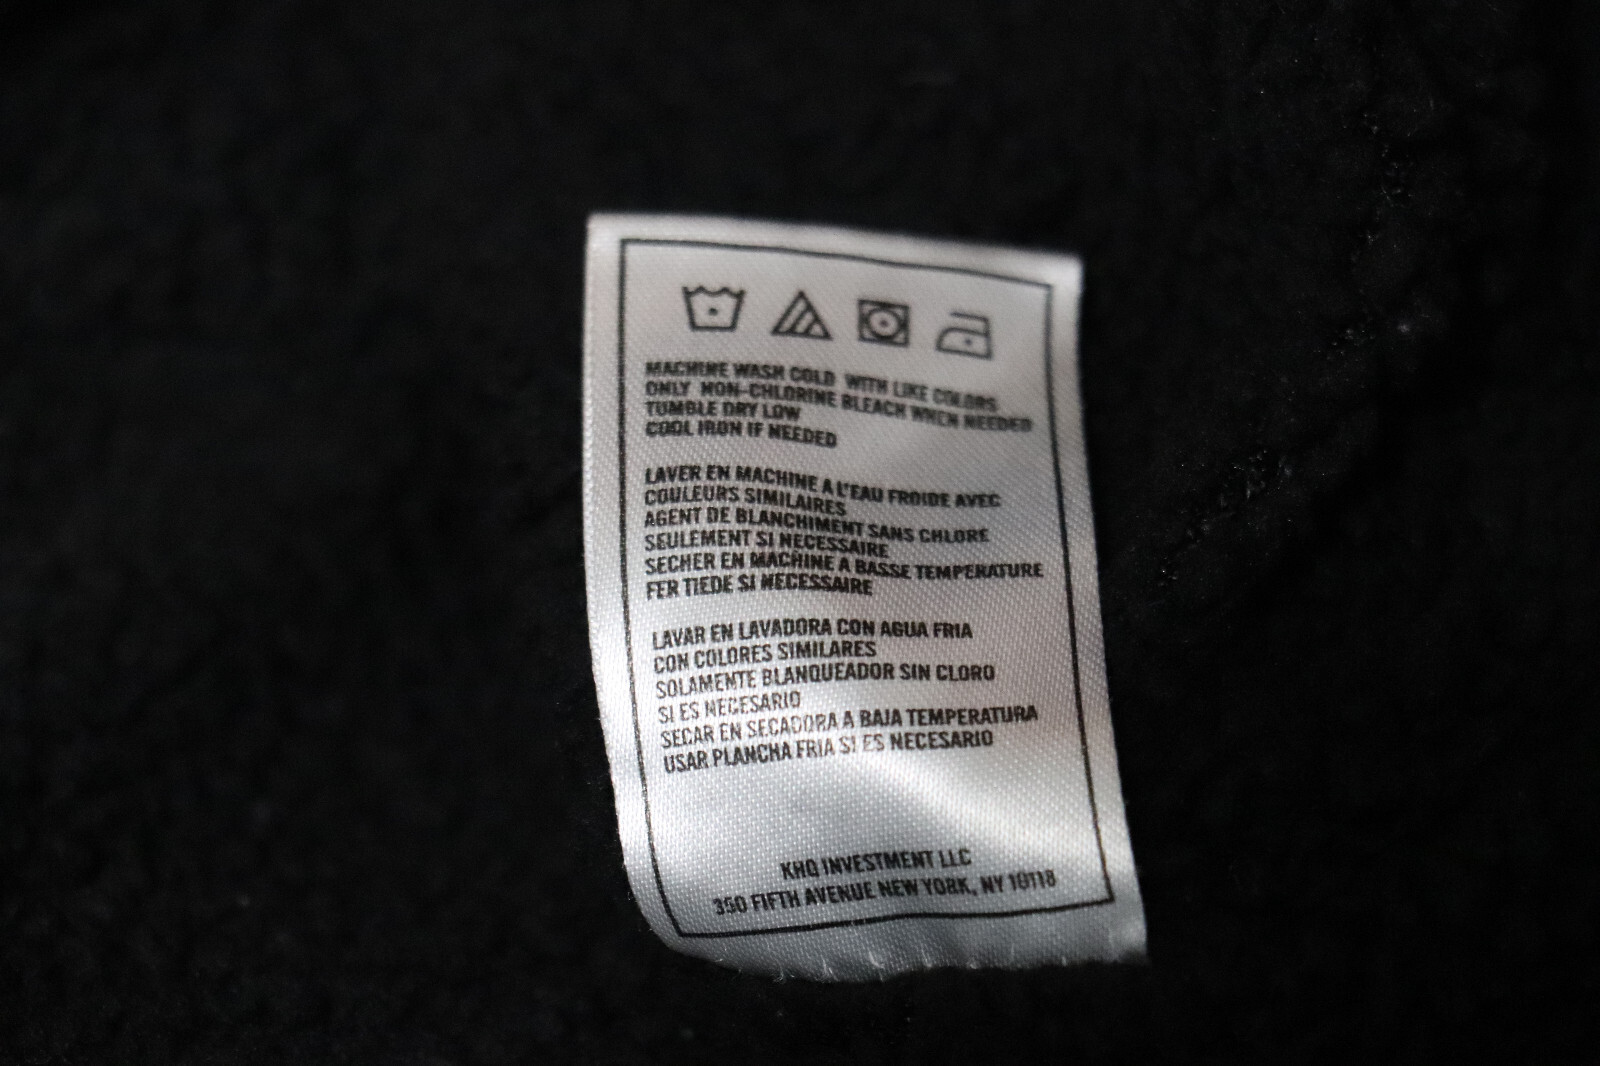 MACHINE WASH COLD WITH LIKE COLORS
ONLY NON-CHLORINE BLEACH WHEN NEEDED
TUMBLE DRY LOW
COOL IRON IF NEEDED
LAVER EN MACHINE A L'EAU FROIDE AVEC
COULEURS SIMILAIRES
AGENT DE BLANCHIMENT SANS CHLORE
SEULEMENT SI NECESSAIRE
SECHER EN MACHINE A BASSE TEMPERATURE
FER TIEDE SI NECESSAIRE
LAVAR EN LAVADORA CON AGUA FRIA
CON COLORES SIMILARES
SOLAMENTE BLANQUEADOR SIN CLORO
SI ES NECESARIO
SECAR EN SECADORA A BAJA TEMPERATURA
USAR PLANCHA FRIA SI ES NECESARIO
KHQ INVESTMENT LLC
350 FIFTH AVENUE NEW YORK, NY 10118